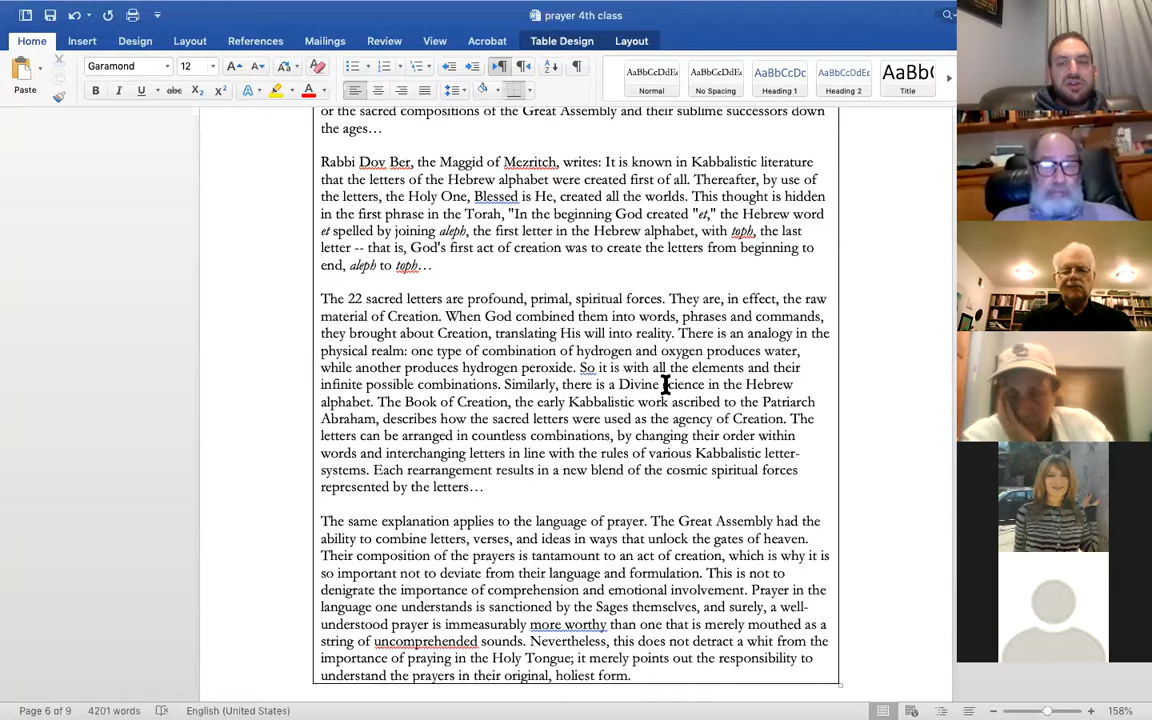 prayer 4th class
Home Insert Design Layout References Mailings Review View Acrobat Table Design Layout
Paste
Garamond 12
AaBbCcDdEe AaBbCcDdEe AaBbCcDc AaBbCcDdEe AaBb(
Normal No Spacing Heading 1 Heading 2 Title
or the sacred compositions of the Great Assembly and their sublime successors down
the ages…
Rabbi Dov Ber, the Maggid of Mezritch, writes: It is known in Kabbalistic literature
that the letters of the Hebrew alphabet were created first of all. Thereafter, by use of
the letters, the Holy One, Blessed is He, created all the worlds. This thought is hidden
in the first phrase in the Torah, "In the beginning God created "et," the Hebrew word
et spelled by joining aleph, the first letter in the Hebrew alphabet, with toph, the last
letter -- that is, God's first act of creation was to create the letters from beginning to
end, aleph to toph…
The 22 sacred letters are profound, primal, spiritual forces. They are, in effect, the raw
material of Creation. When God combined them into words, phrases and commands,
they brought about Creation, translating His will into reality. There is an analogy in the
physical realm: one type of combination of hydrogen and oxygen produces water,
while another produces hydrogen peroxide. So it is with all the elements and their
infinite possible combinations. Similarly, there is a Divine science in the Hebrew
alphabet. The Book of Creation, the early Kabbalistic work ascribed to the Patriarch
Abraham, describes how the sacred letters were used as the agency of Creation. The
letters can be arranged in countless combinations, by changing their order within
words and interchanging letters in line with the rules of various Kabbalistic letter-
systems. Each rearrangement results in a new blend of the cosmic spiritual forces
represented by the letters…
The same explanation applies to the language of prayer. The Great Assembly had the
ability to combine letters, verses, and ideas in ways that unlock the gates of heaven.
Their composition of the prayers is tantamount to an act of creation, which is why it is
so important not to deviate from their language and formulation. This is not to
denigrate the importance of comprehension and emotional involvement. Prayer in the
language one understands is sanctioned by the Sages themselves, and surely, a well-
understood prayer is immeasurably more worthy than one that is merely mouthed as a
string of uncomprehended sounds. Nevertheless, this does not detract a whit from the
importance of praying in the Holy Tongue; it merely points out the responsibility to
understand the prayers in their original, holiest form.
Page 6 of 9 4201 words English (United States) 158%